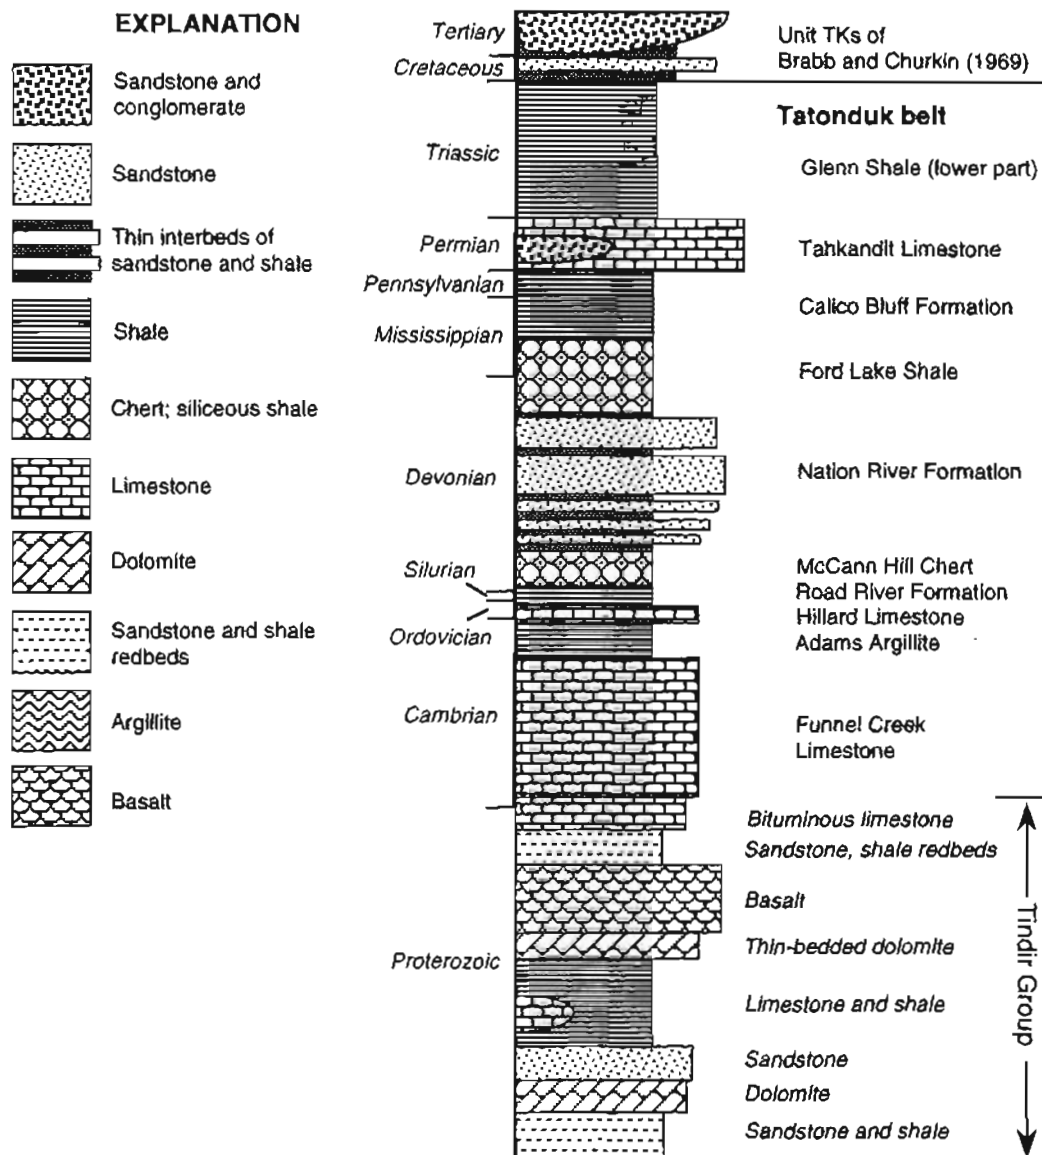 EXPLANATION
Sandstone and
conglomerate
Sandstone
Thin interbeds of
sandstone and shale
Shale
Chert; siliceous shale
Limestone
Dolomite
Sandstone and shale
redbeds
Argillite
Basalt
Tertiary
Cretaceous
Triassic
Permian
Pennsylvanian
Mississippian
Devonian
Silurian
Ordovician
Cambrian
Proterozoic
Unit TKs of
Brabb and Churkin (1969)
Tatonduk belt
Glenn Shale (lower part)
Tahkandit Limestone
Calico Bluff Formation
Ford Lake Shale
Nation River Formation
McCann Hill Chert
Road River Formation
Hillard Limestone
Adams Argillite
Funnel Creek
Limestone
Bituminous limestone
Sandstone, shale redbeds
Basalt
Thin-bedded dolomite
Limestone and shale
Sandstone
Dolomite
Sandstone and shale
Tindir Group